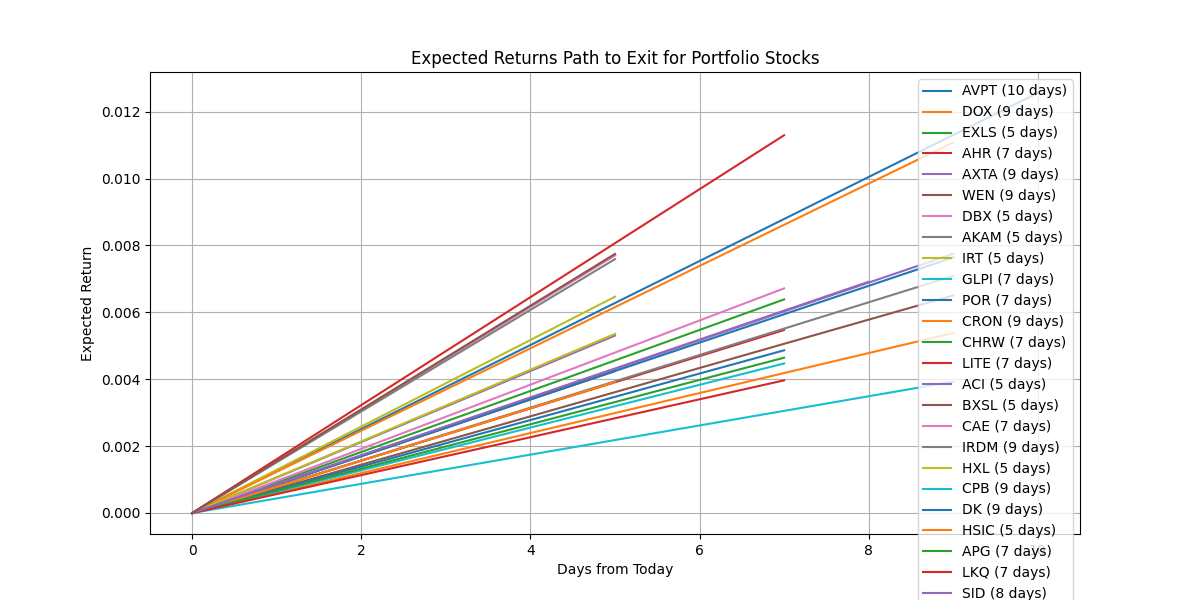 Expected Returns Path to Exit for Portfolio Stocks
Expected Return
0.012
0.010
0.008
0.006
0.004
0.002
0.000
0
2
4
6
8
Days from Today
AVPT (10 days)
DOX (9 days)
EXLS (5 days)
AHR (7 days)
AXTA (9 days)
WEN (9 days)
DBX (5 days)
AKAM (5 days)
IRT (5 days)
GLPI (7 days)
POR (7 days)
CRON (9 days)
CHRW (7 days)
LITE (7 days)
ACI (5 days)
BXSL (5 days)
CAE (7 days)
IRDM (9 days)
HXL (5 days)
CPB (9 days)
DK (9 days)
HSIC (5 days)
APG (7 days)
LKQ (7 days)
SID (8 days)